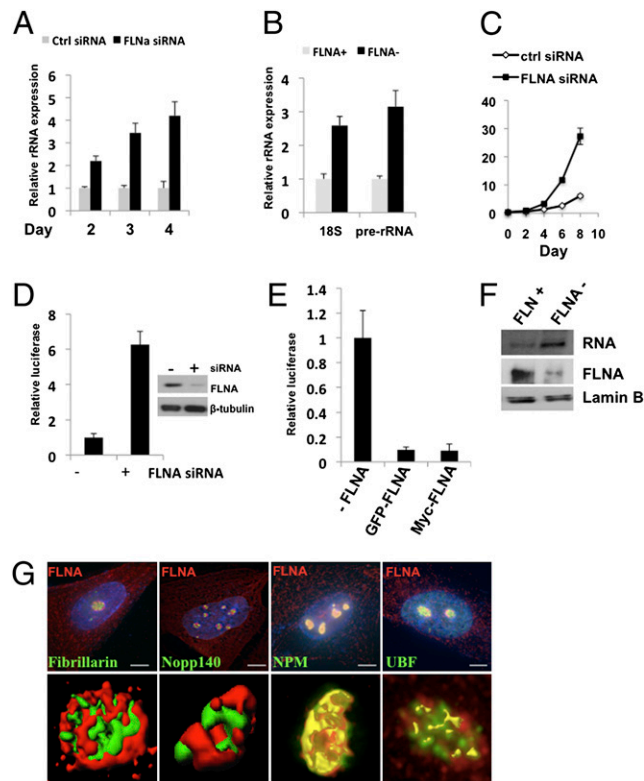 A
Ctrl siRNA FLNa siRNA
Relative rRNA expression
6
5
4
3
2
1
0
Day 2 3 4
B
FLNA+ FLNA-
Relative rRNA expression
4
3
2
1
0
18S pre-rRNA
C
ctrl siRNA
FLNA siRNA
40
30
20
10
0
0 2 4 6 8 10
Day
D
Relative luciferase
8
7
6
5
4
3
2
1
0
- + FLNA siRNA
- + siRNA
FLNA
β-tubulin
E
Relative luciferase
1.4
1.2
1
0.8
0.6
0.4
0.2
0
- FLNA
GFP-FLNA
Myc-FLNA
F
FLN + FLNA -
RNA
FLNA
Lamin B
G
FLNA FLNA FLNA FLNA
Fibrillarin Nopp140 NPM UBF